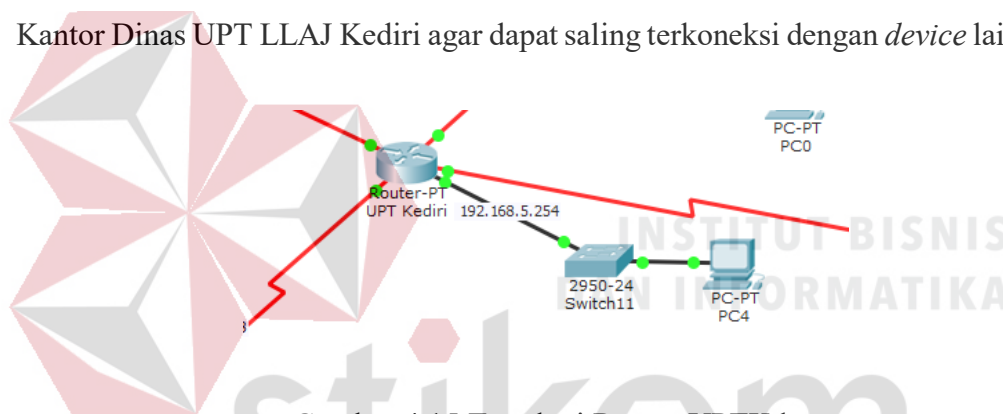 Kantor Dinas UPT LLAJ Kediri agar dapat saling terkoneksi dengan device lai
PC-PT
PC0
Router-PT
UPT Kediri 192.168.5.254
INSTITUT BISNIS
INFORMATIKA
2950-24
Switch11
PC-PT
PC4
stikom